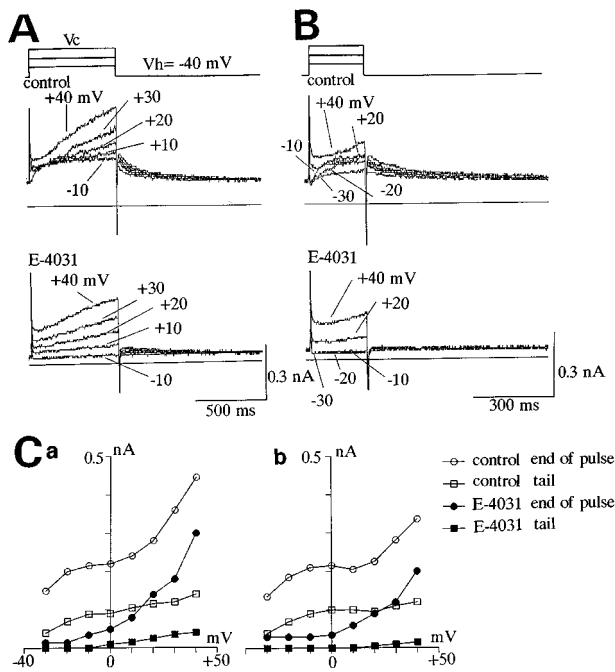 A
B
Vc
Vh= -40 mV
control
control
+40 mV
+30
+20
+10
-10
+40 mV
+20
-10
-20
-30
E-4031
E-4031
+40 mV
+30
+20
+10
-10
+40 mV
+20
-10
-20
-30
0.3 nA
0.3 nA
500 ms
300 ms
C a
b
0.5
nA
0.5
nA
control end of pulse
control tail
E-4031 end of pulse
E-4031 tail
-40
0
mV
+50
0
mV
+50